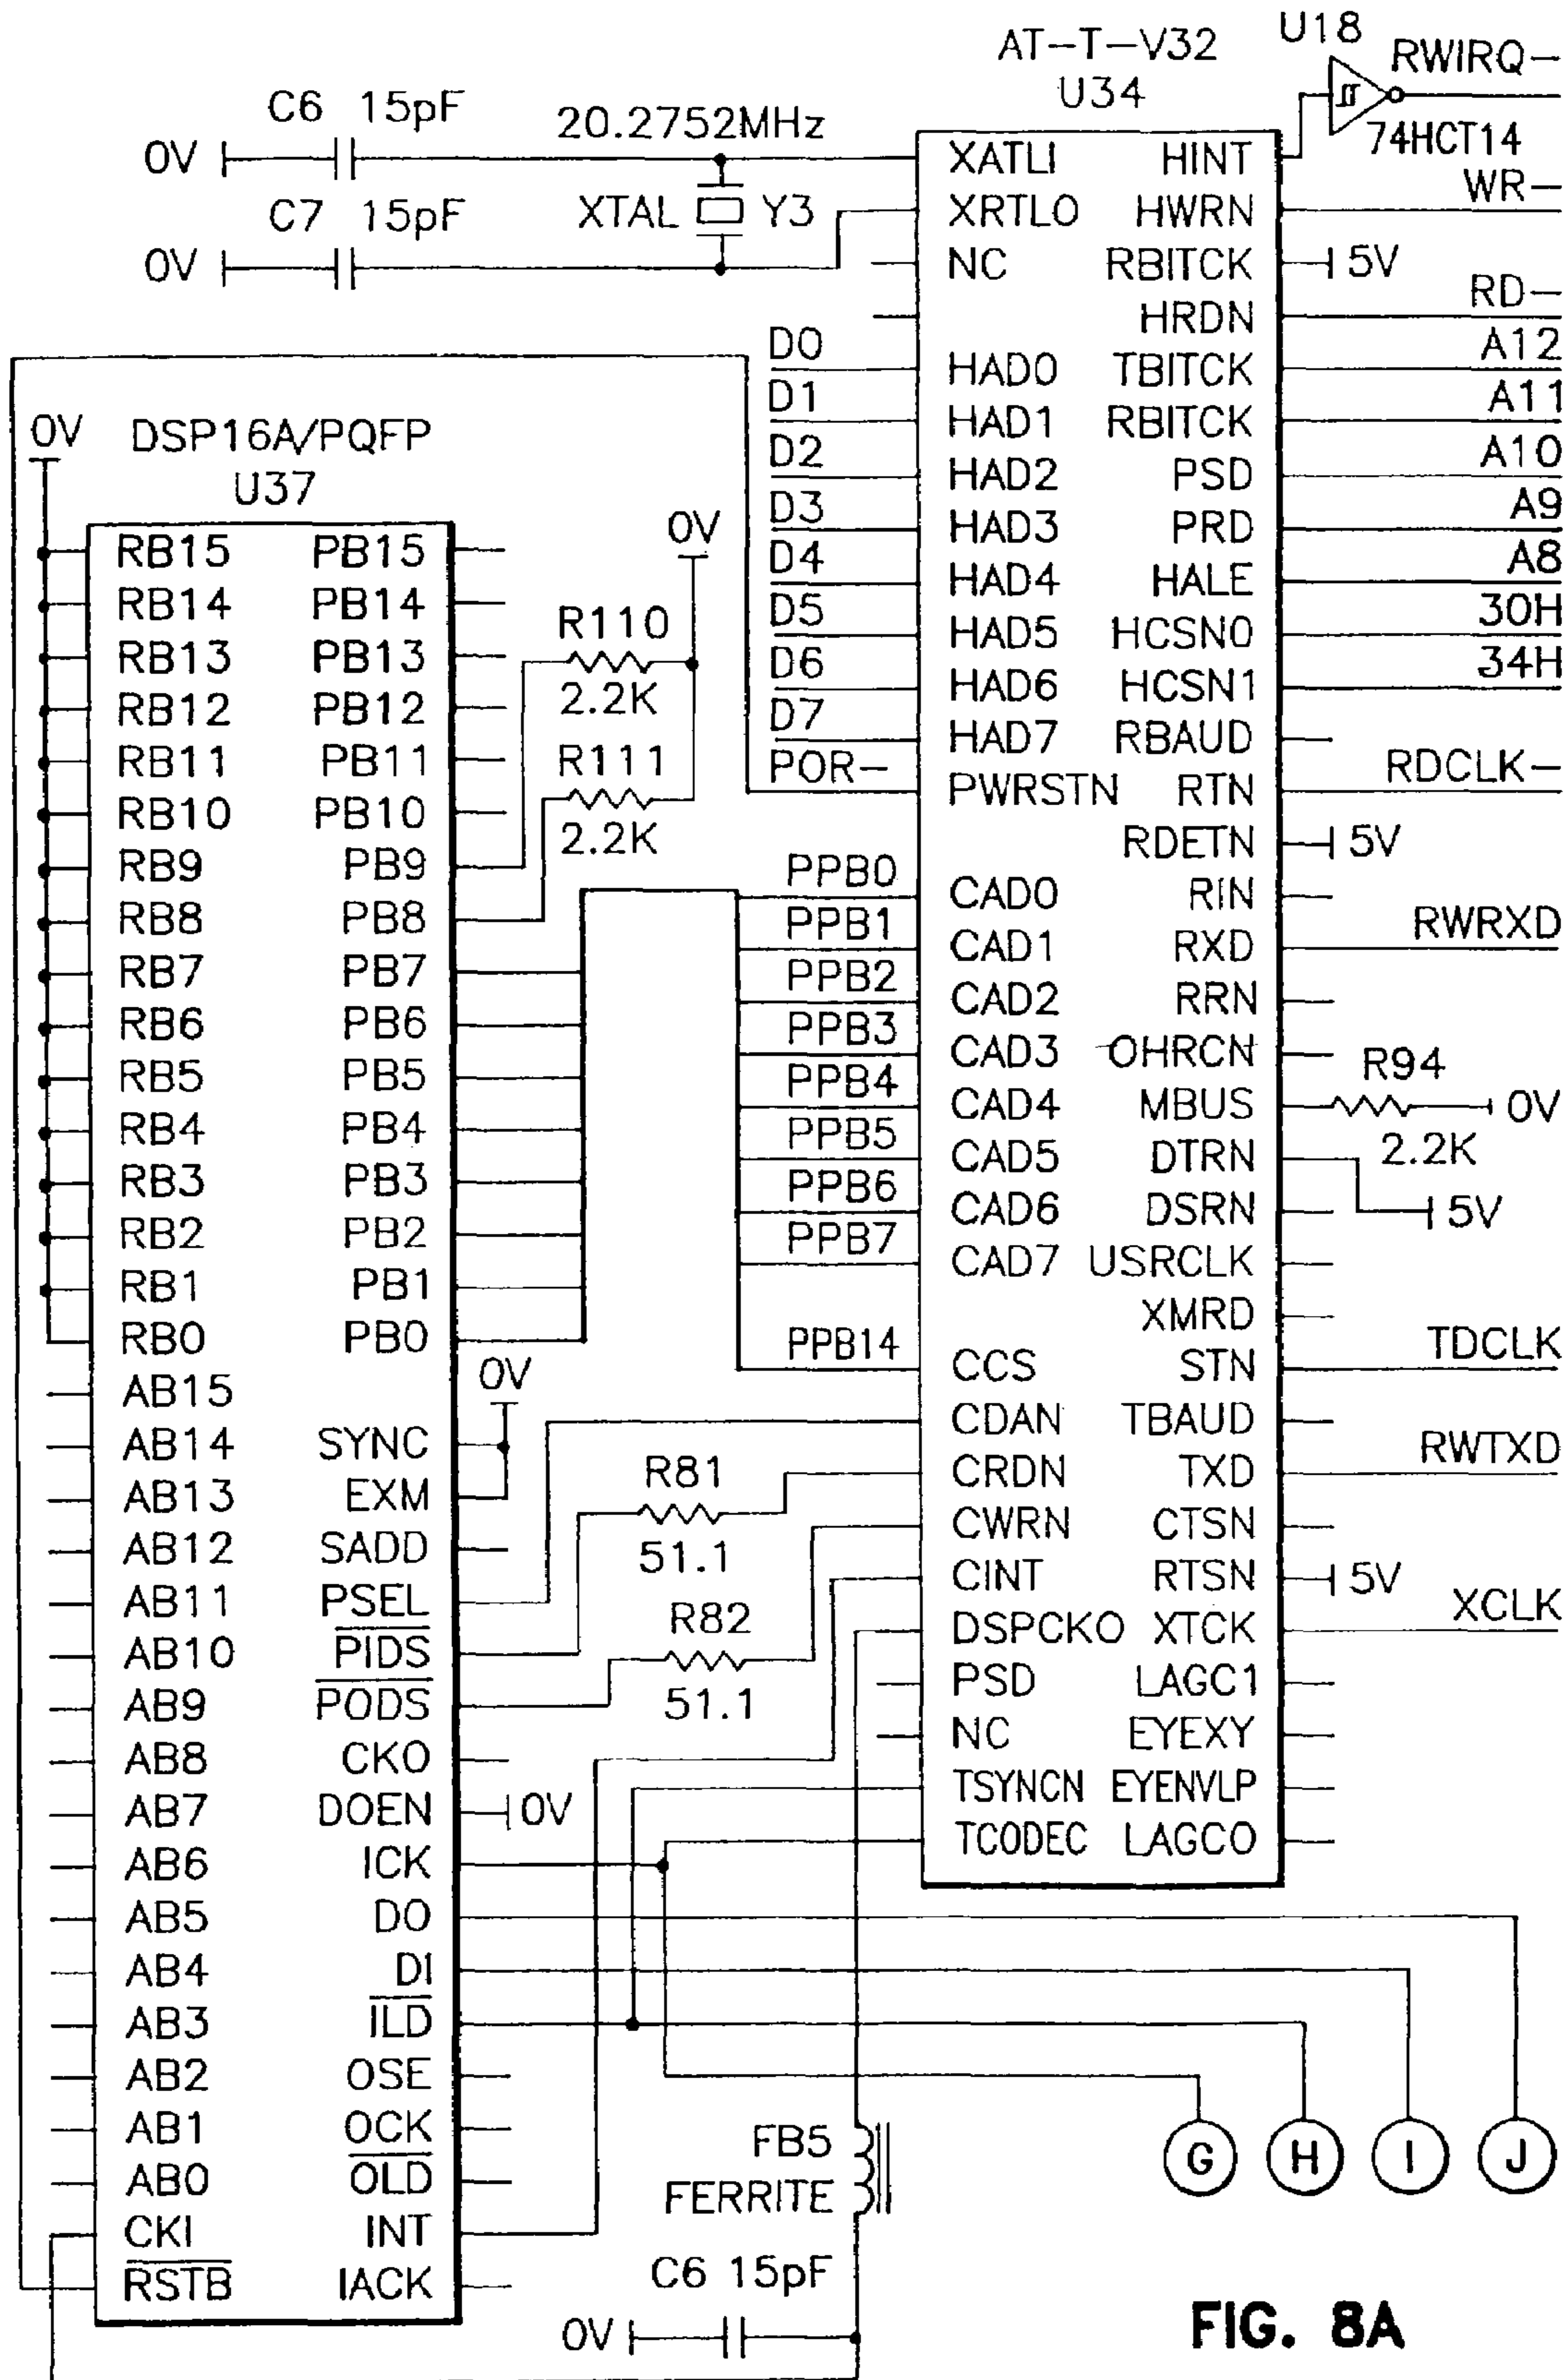 AT-T-V32
U34
U18
RWIRQ-
74HCT14
C6 15pF
0V
20.2752MHz
C7 15pF
0V
XTAL Y3
XATLI HINT
WR-
XRTLO HWRN
NC RBITCK 5V
RD-
HRDN
D0 A12
HAD0 TBITCK
D1 A11
HAD1 RBITCK
D2 A10
HAD2 PSD
D3 A9
HAD3 PRD
D4 A8
HAD4 HALE
D5 30H
HAD5 HCSN0
D6 34H
HAD6 HCSN1
D7
HAD7 RBAUD
POR- RDCLK-
PWRSTN RTN
RDETN 5V
PPB0
CAD0 RIN
PPB1 RWRXD
CAD1 RXD
PPB2
CAD2 RRN
PPB3
CAD3 OHRCN
PPB4 R94
CAD4 MBUS 0V
PPB5 2.2K
CAD5 DTRN
PPB6
CAD6 DSRN 5V
PPB7
CAD7 USRCLK
XMRD
PPB14 TDCLK
CCS STN
CDAN TBAUD
RWTXD
CRDN TXD
CWRN CTSN
CINT RTSN 5V
XCLK
DSPCKO XTCK
PSD LAGC1
NC EYEXY
TSYNCN EYENVLP
TCODEC LAGCO
0V
DSP16A/PQFP
U37
0V
R110
2.2K
R111
2.2K
RB15 PB15
RB14 PB14
RB13 PB13
RB12 PB12
RB11 PB11
RB10 PB10
RB9 PB9
RB8 PB8
RB7 PB7
RB6 PB6
RB5 PB5
RB4 PB4
RB3 PB3
RB2 PB2
RB1 PB1
RB0 PB0
AB15 0V
AB14 SYNC
AB13 EXM
AB12 SADD
AB11 PSEL
AB10 PIDS
AB9 PODS
AB8 CKO
AB7 DOEN 0V
AB6 ICK
AB5 DO
AB4 DI
AB3 ILD
AB2 OSE
AB1 OCK
AB0 OLD
CKI INT
RSTB IACK
R81
51.1
R82
51.1
FB5
FERRITE
C6 15pF
0V
G H I J
FIG. 8A